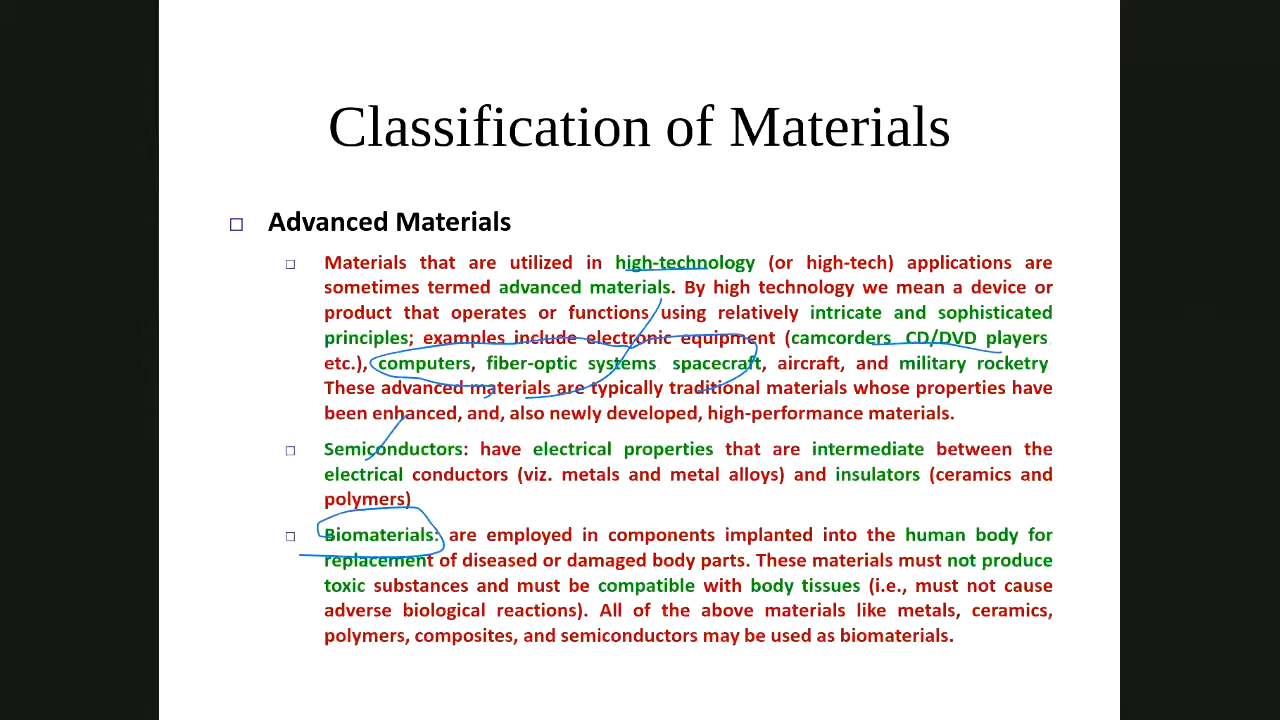 Classification of Materials
Advanced Materials
Materials that are utilized in high-technology (or high-tech) applications are
sometimes termed advanced materials. By high technology we mean a device or
product that operates or functions using relatively intricate and sophisticated
principles; examples include electronic equipment (camcorders CD/DVD players
etc.), computers, fiber-optic systems spacecraft, aircraft, and military rocketry
These advanced materials are typically traditional materials whose properties have
been enhanced, and, also newly developed, high-performance materials.
Semiconductors: have electrical properties that are intermediate between the
electrical conductors (viz. metals and metal alloys) and insulators (ceramics and
polymers)
Biomaterials: are employed in components implanted into the human body for
replacement of diseased or damaged body parts. These materials must not produce
toxic substances and must be compatible with body tissues (i.e., must not cause
adverse biological reactions). All of the above materials like metals, ceramics,
polymers, composites, and semiconductors may be used as biomaterials.